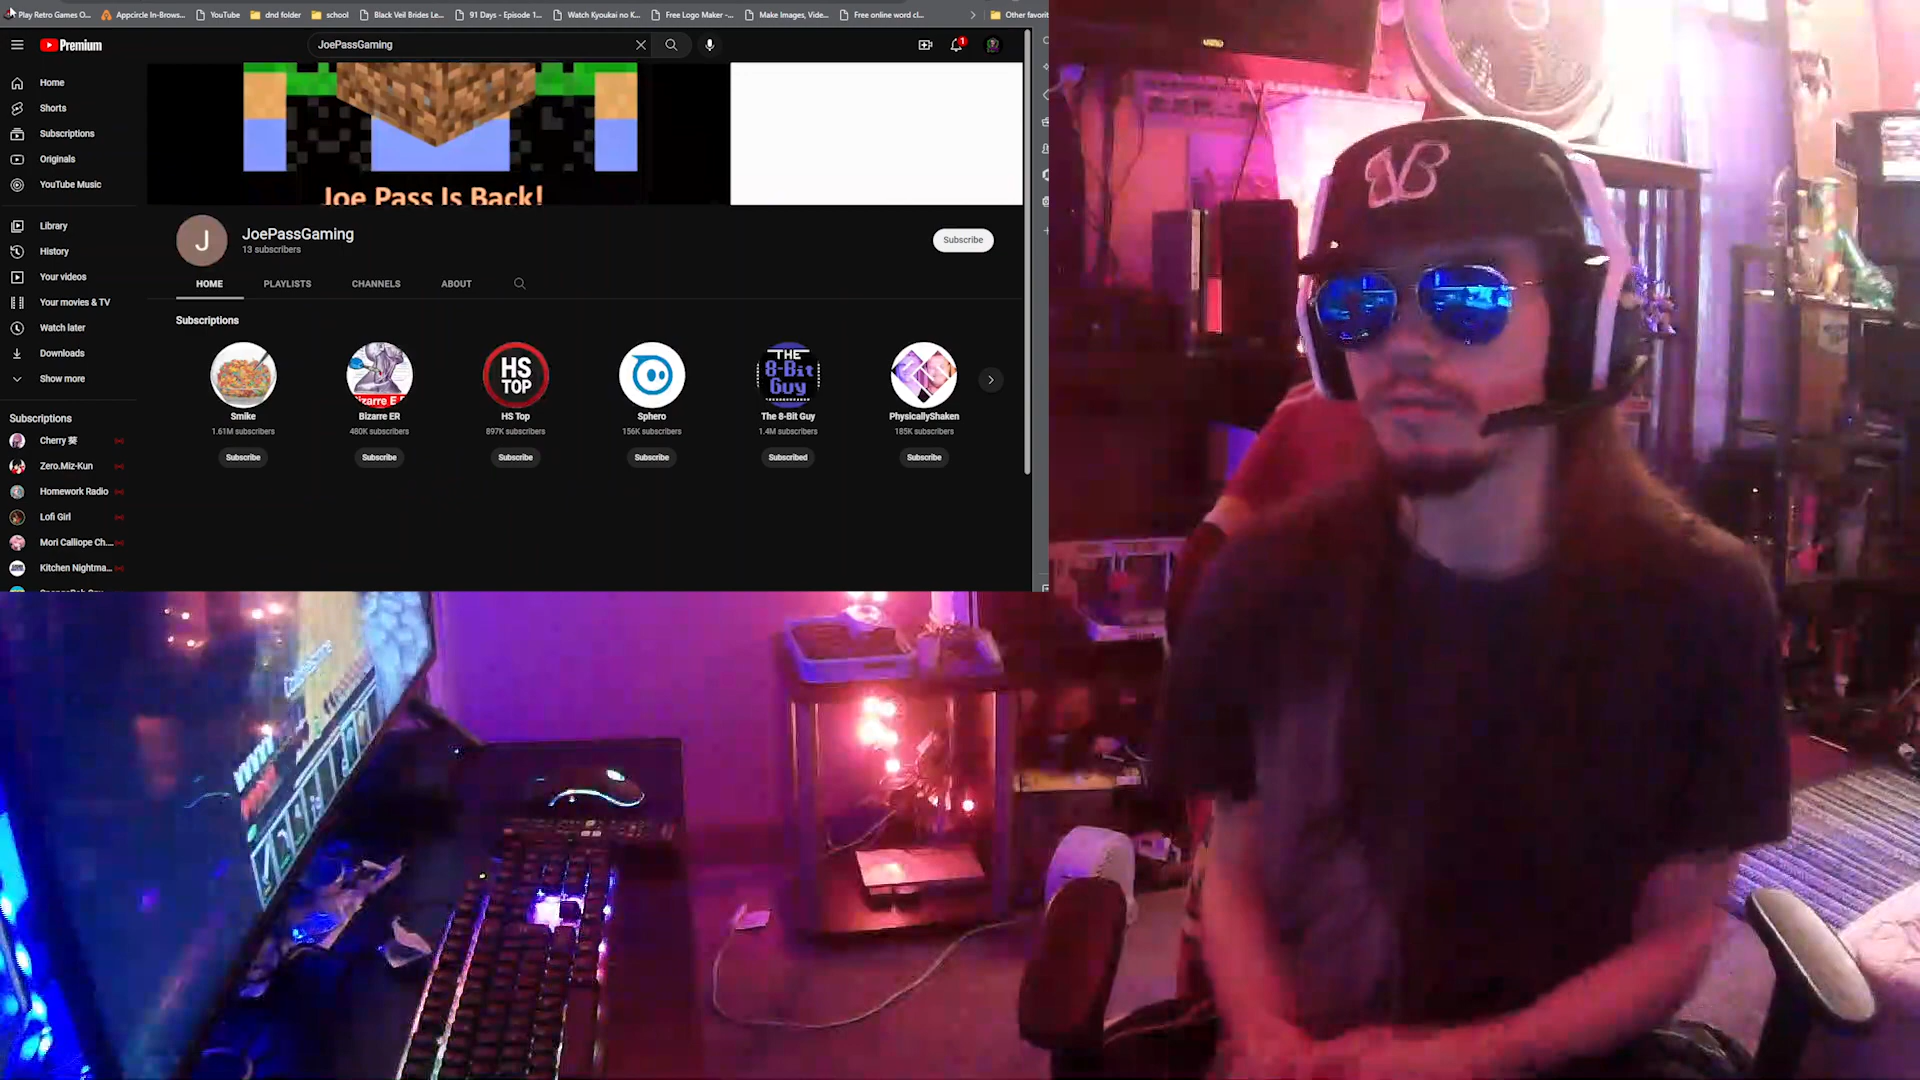 Play Retro Games O...
Appcircle In-Brows...
YouTube
dnd folder
school
Black Veil Brides Le...
91 Days - Episode 1...
Watch Kyoukai no K...
Free Logo Maker -...
Make Images, Vide...
Free online word cl...
Other favorit
Premium
JoePassGaming
1
Home
Shorts
Subscriptions
Originals
YouTube Music
Library
History
Your videos
Your movies & TV
Watch later
Downloads
Show more
Subscriptions
Cherry 葵
Zero.Miz-Kun
Homework Radio
Lofi Girl
Mori Calliope Ch....
Kitchen Nightma...
Joe Pass Is Back!
J
JoePassGaming
13 subscribers
Subscribe
HOME
PLAYLISTS
CHANNELS
ABOUT
Subscriptions
HS
TOP
THE
8-Bit
Guy
Smike
Bizarre ER
HS Top
Sphero
The 8-Bit Guy
PhysicallyShaken
1.61M subscribers
480K subscribers
897K subscribers
156K subscribers
1.4M subscribers
185K subscribers
Subscribe
Subscribe
Subscribe
Subscribe
Subscribed
Subscribe
BVB